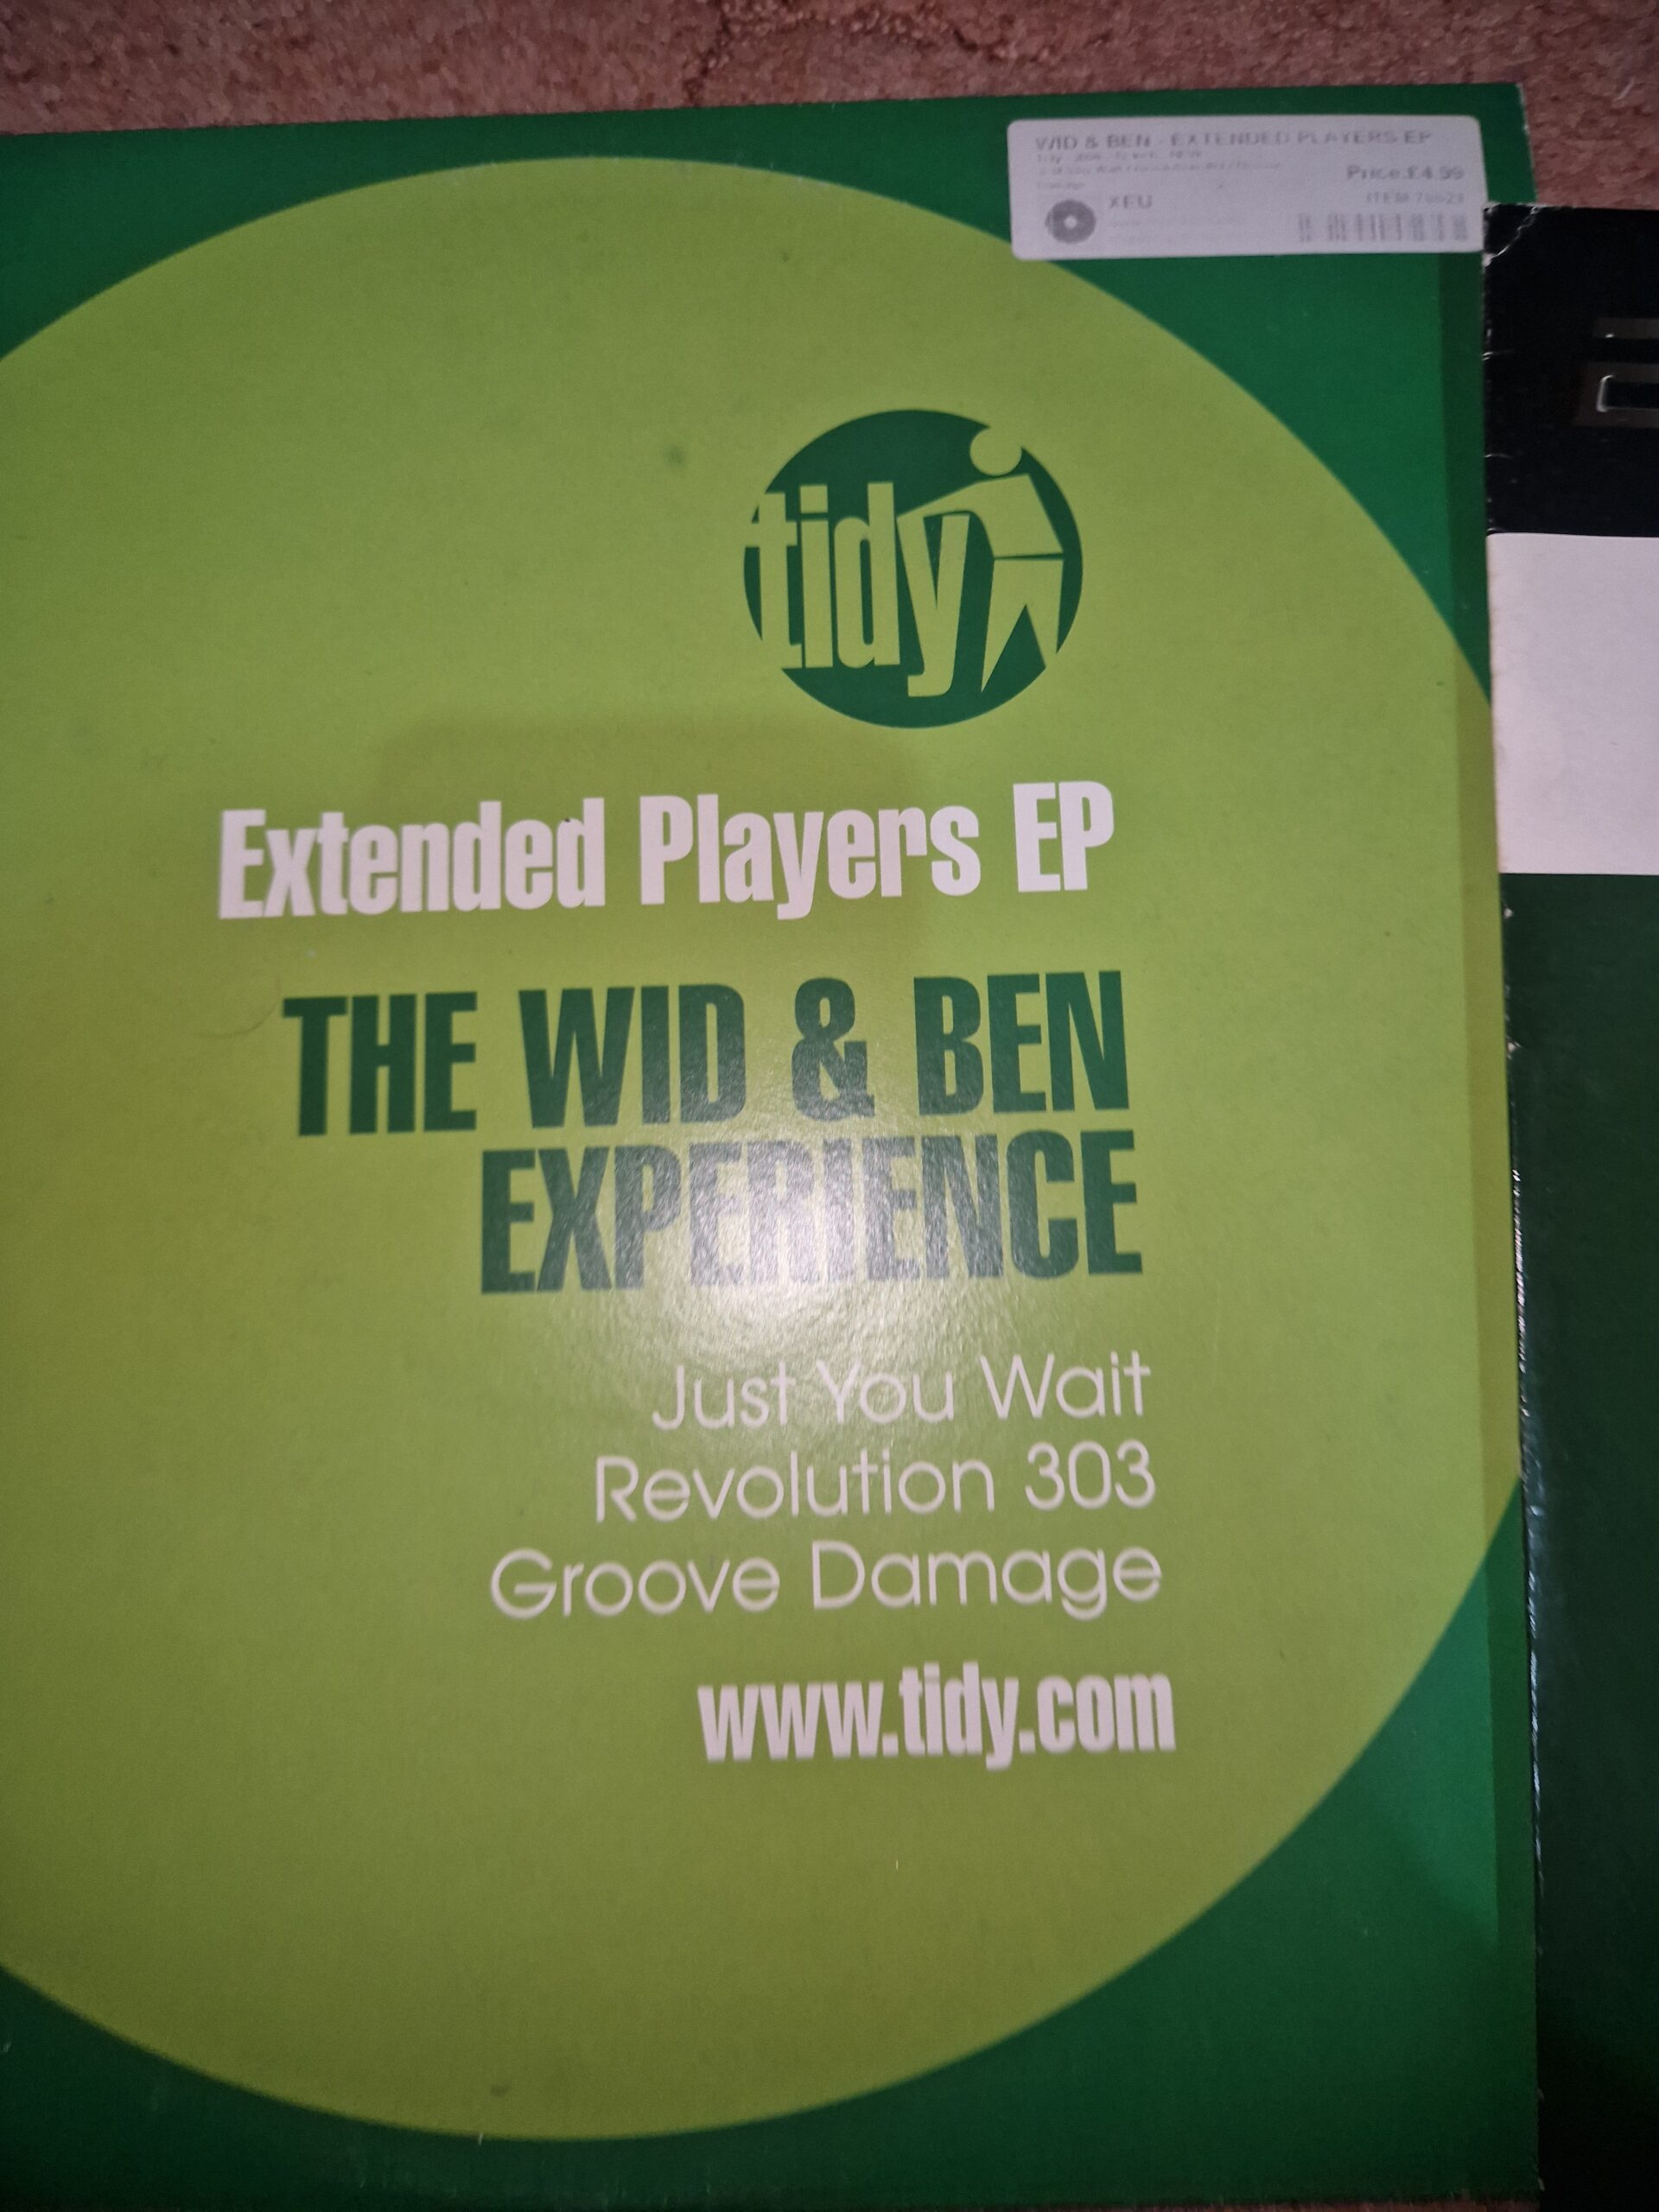 WID & BEN - EXTENDED PLAYERS EP
Price.£4.99
XEU
tidy
Extended Players EP
THE WID & BEN
EXPERIENCE
Just You Wait
Revolution 303
Groove Damage
www.tidy.com